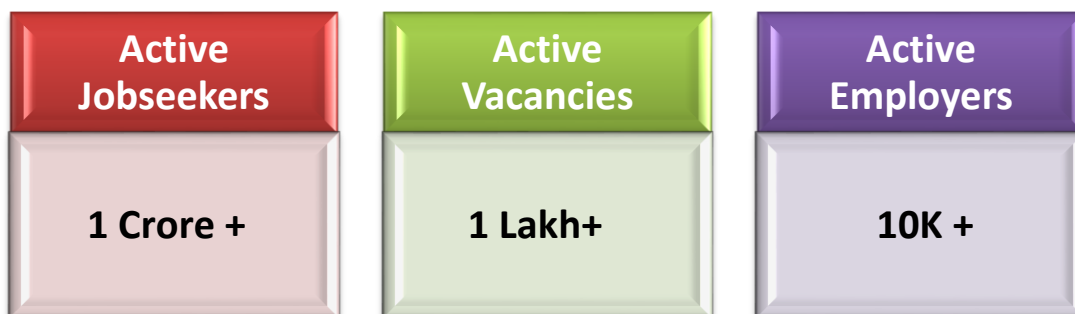 Active
Jobseekers
1 Crore +
Active
Vacancies
1 Lakh+
Active
Employers
10K +